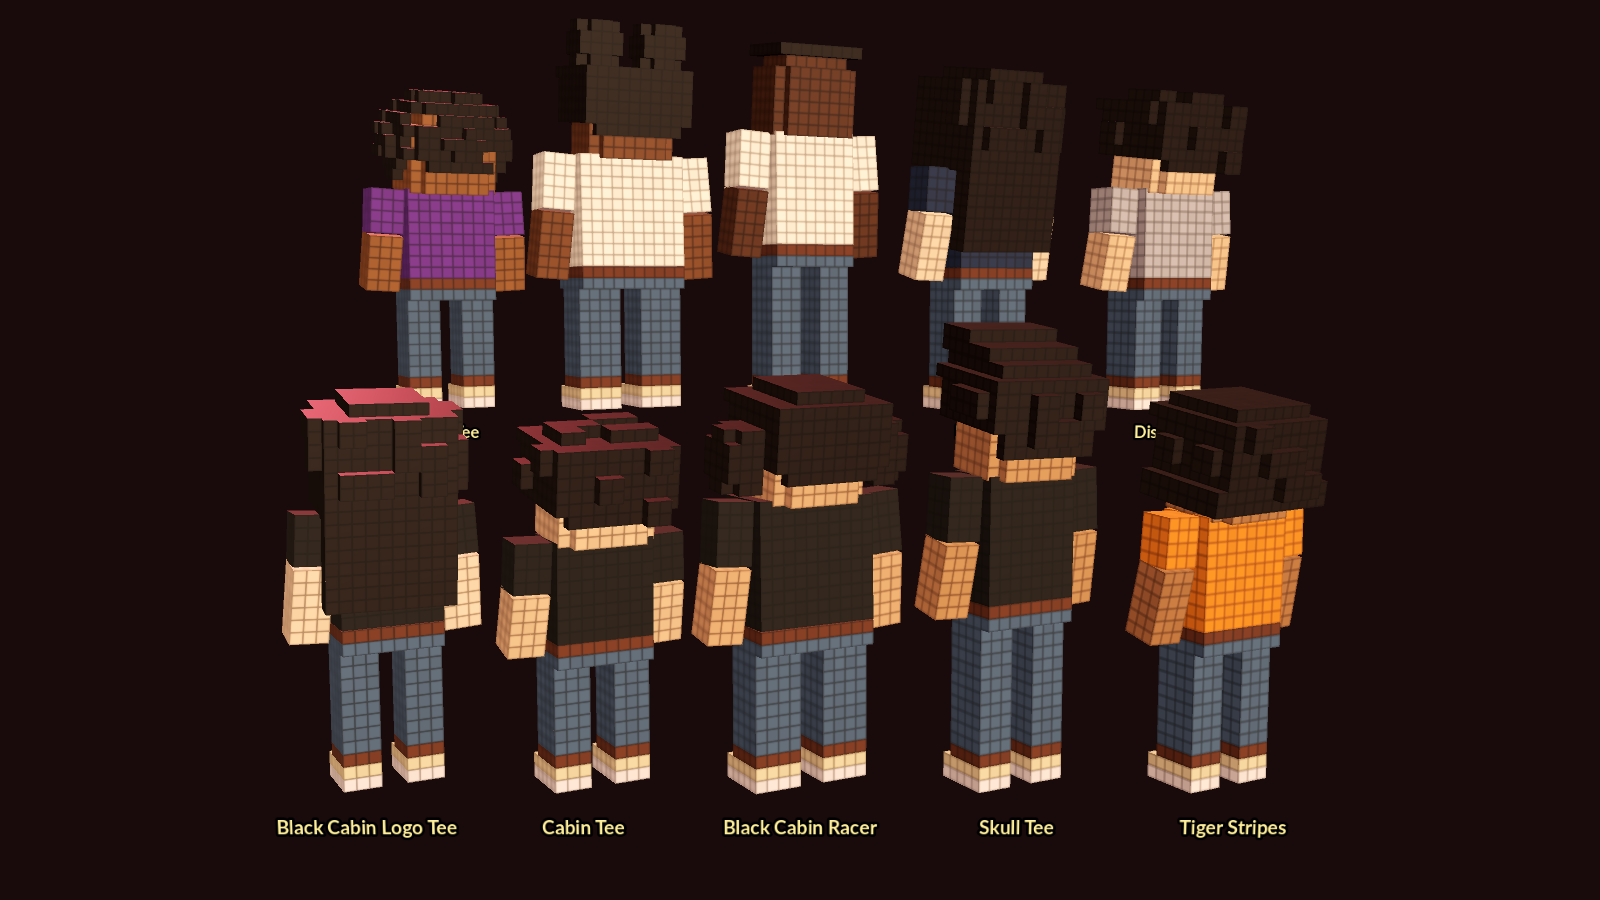 Black Cabin Logo Tee
Cabin Tee
Black Cabin Racer
Skull Tee
Tiger Stripes